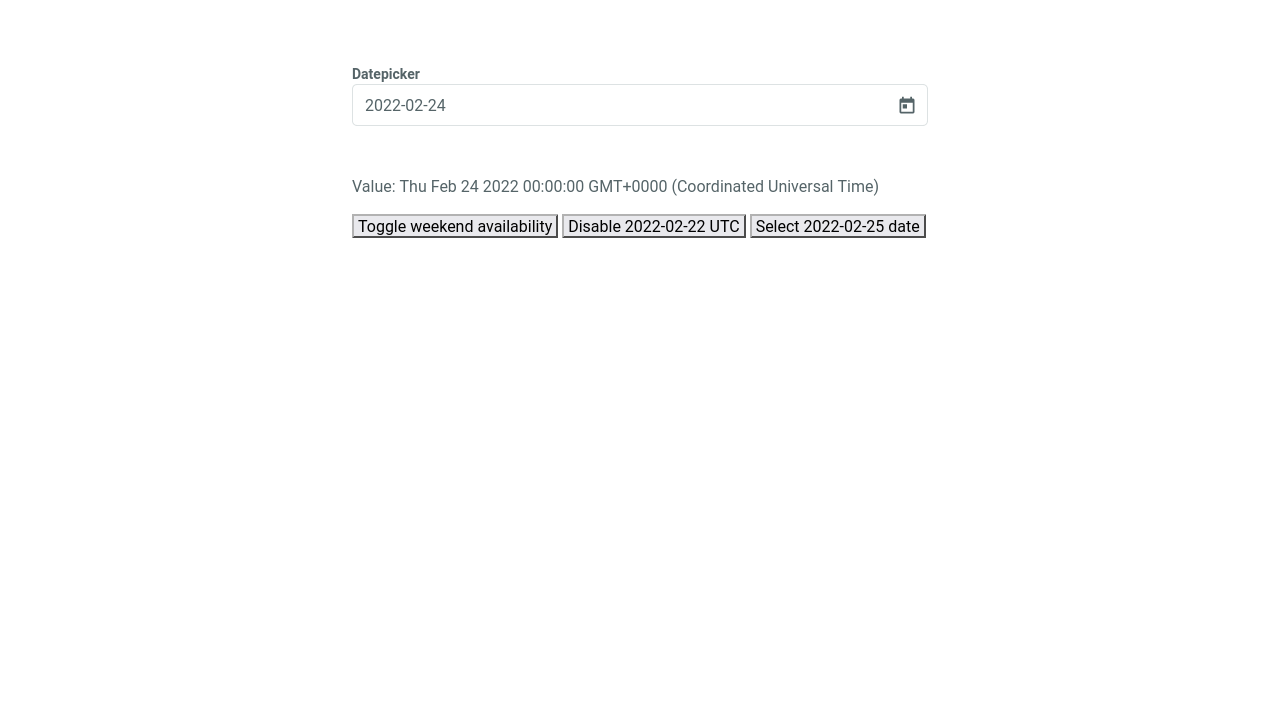 Datepicker
2022-02-24
Value: Thu Feb 24 2022 00:00:00 GMT+0000 (Coordinated Universal Time)
Toggle weekend availability Disable 2022-02-22 UTC Select 2022-02-25 date